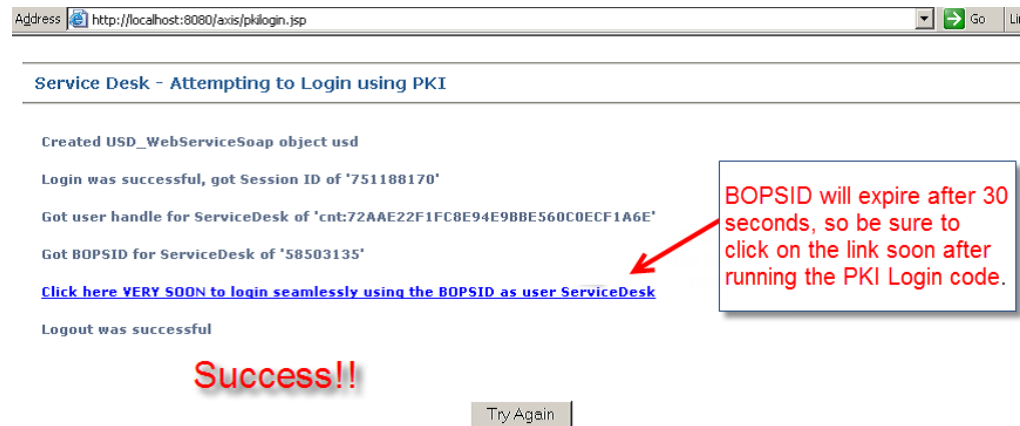 Address http://localhost:8080/axis/pkilogin.jsp Go Li
Service Desk - Attempting to Login using PKI
Created USD_WebServiceSoap object usd
Login was successful, got Session ID of '751188170'
Got user handle for ServiceDesk of 'cnt:72AAE22F1FC8E94E9BBE560C0ECF1A6E'
Got BOPSID for ServiceDesk of '58503135'
Click here VERY SOON to login seamlessly using the BOPSID as user ServiceDesk
Logout was successful
BOPSID will expire after 30
seconds, so be sure to
click on the link soon after
running the PKI Login code.
Success!!
Try Again